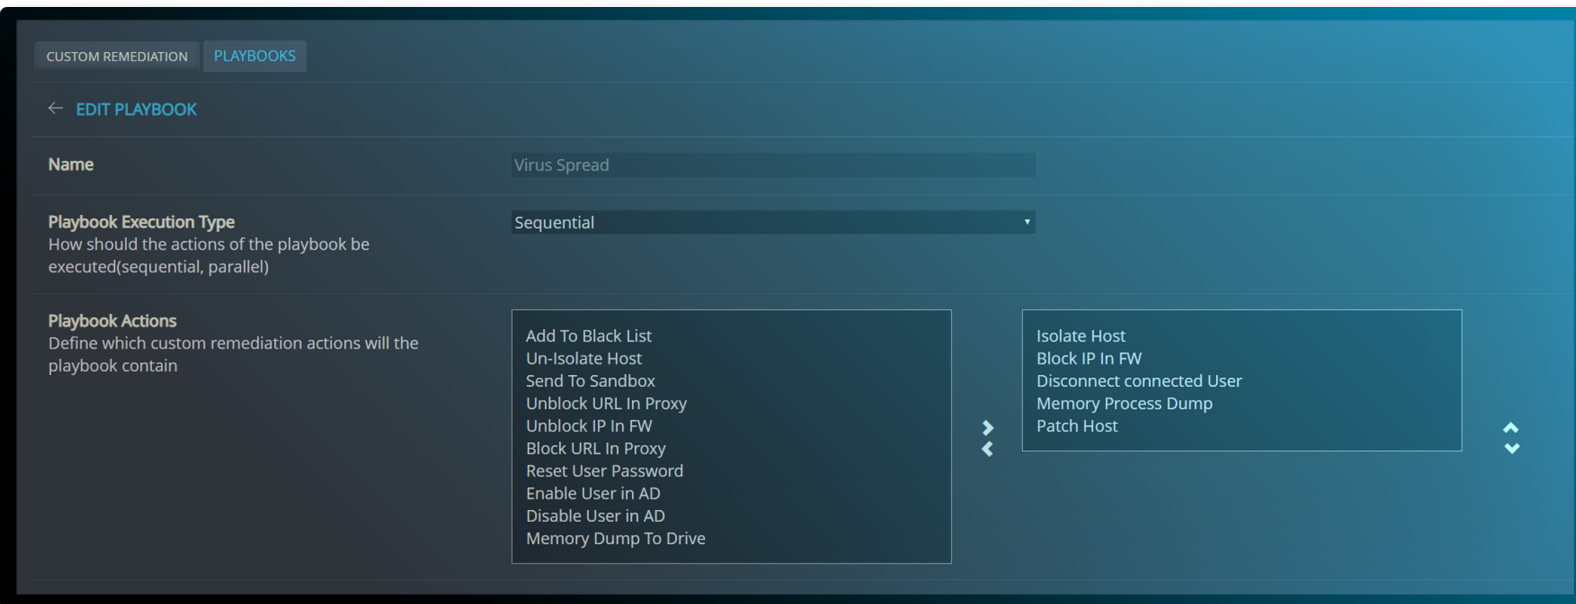 CUSTOM REMEDIATION PLAYBOOKS
EDIT PLAYBOOK
Name
Virus Spread
Playbook Execution Type
How should the actions of the playbook be
executed(sequential, parallel)
Sequential
Playbook Actions
Define which custom remediation actions will the
playbook contain
Add To Black List
Un-Isolate Host
Send To Sandbox
Unblock URL In Proxy
Unblock IP In FW
Block URL In Proxy
Reset User Password
Enable User in AD
Disable User in AD
Memory Dump To Drive
Isolate Host
Block IP In FW
Disconnect connected User
Memory Process Dump
Patch Host